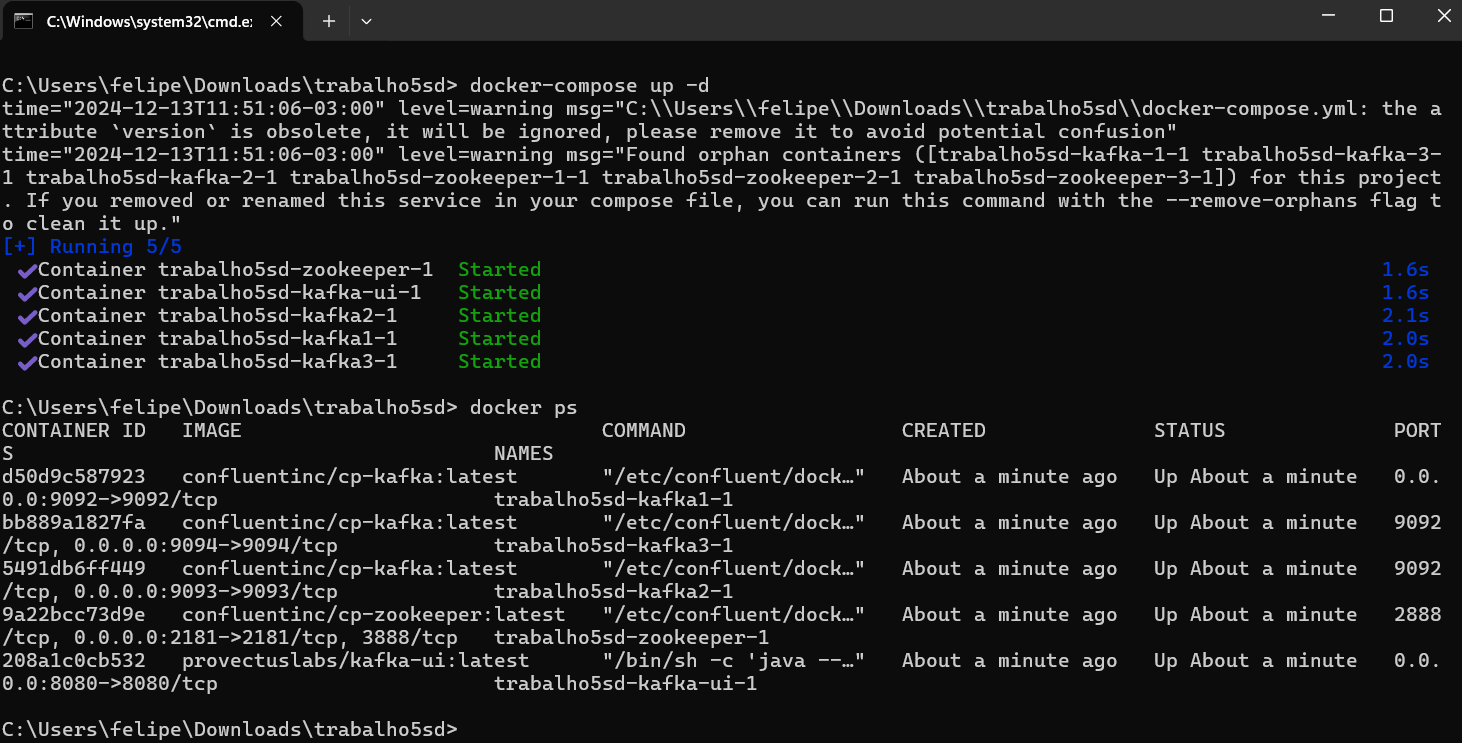 C:\Windows\system32\cmd.e
C:\Users\felipe\Downloads\trabalho5sd> docker-compose up -d
time="2024-12-13T11:51:06-03:00" level=warning msg="C:\\Users\\felipe\\Downloads\\trabalho5sd\\docker-compose.yml: the a
ttribute `version` is obsolete, it will be ignored, please remove it to avoid potential confusion"
time="2024-12-13T11:51:06-03:00" level=warning msg="Found orphan containers ([trabalho5sd-kafka-1-1 trabalho5sd-kafka-3-
1 trabalho5sd-kafka-2-1 trabalho5sd-zookeeper-1-1 trabalho5sd-zookeeper-2-1 trabalho5sd-zookeeper-3-1]) for this project
. If you removed or renamed this service in your compose file, you can run this command with the --remove-orphans flag t
o clean it up."
[+] Running 5/5
✔Container trabalho5sd-zookeeper-1  Started 1.6s
✔Container trabalho5sd-kafka-ui-1   Started 1.6s
✔Container trabalho5sd-kafka2-1     Started 2.1s
✔Container trabalho5sd-kafka1-1     Started 2.0s
✔Container trabalho5sd-kafka3-1     Started 2.0s
C:\Users\felipe\Downloads\trabalho5sd> docker ps
CONTAINER ID   IMAGE                              COMMAND                  CREATED              STATUS              PORT
S                                        NAMES
d50d9c587923   confluentinc/cp-kafka:latest       "/etc/confluent/dock…"   About a minute ago   Up About a minute   0.0.
0.0:9092->9092/tcp                       trabalho5sd-kafka1-1
bb889a1827fa   confluentinc/cp-kafka:latest       "/etc/confluent/dock…"   About a minute ago   Up About a minute   9092
/tcp, 0.0.0.0:9094->9094/tcp             trabalho5sd-kafka3-1
5491db6ff449   confluentinc/cp-kafka:latest       "/etc/confluent/dock…"   About a minute ago   Up About a minute   9092
/tcp, 0.0.0.0:9093->9093/tcp             trabalho5sd-kafka2-1
9a22bcc73d9e   confluentinc/cp-zookeeper:latest   "/etc/confluent/dock…"   About a minute ago   Up About a minute   2888
/tcp, 0.0.0.0:2181->2181/tcp, 3888/tcp   trabalho5sd-zookeeper-1
208a1c0cb532   provectuslabs/kafka-ui:latest      "/bin/sh -c 'java --…"   About a minute ago   Up About a minute   0.0.
0.0:8080->8080/tcp                       trabalho5sd-kafka-ui-1
C:\Users\felipe\Downloads\trabalho5sd>